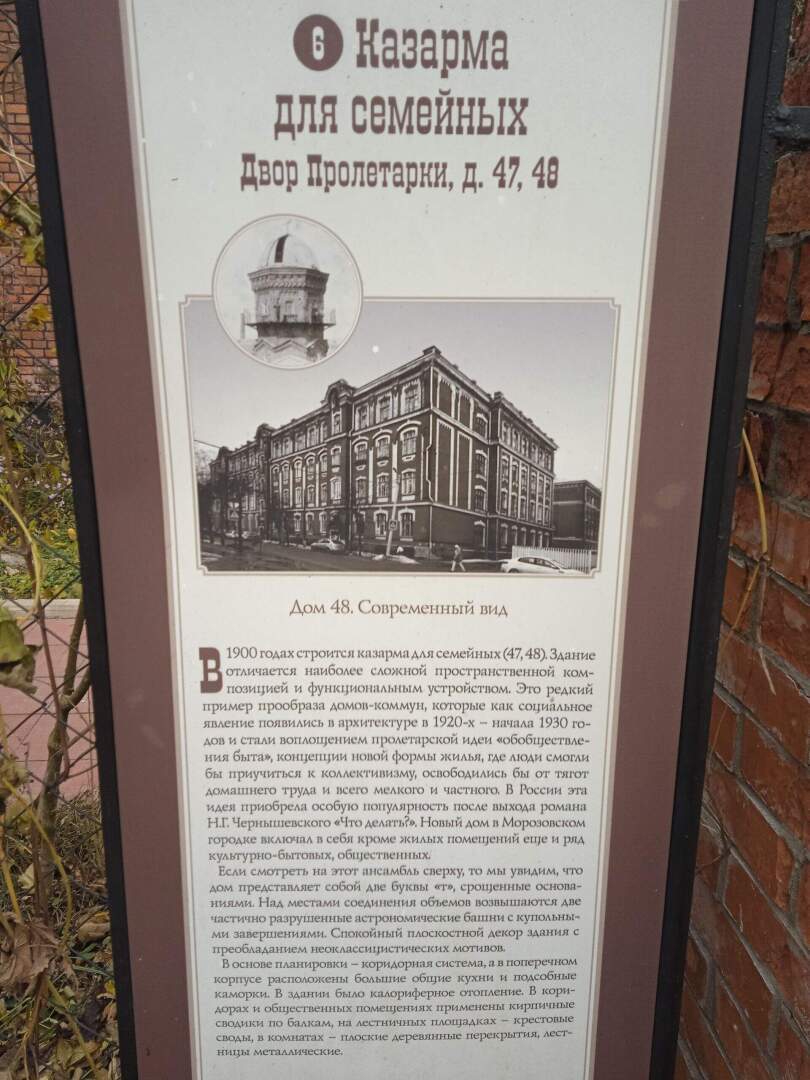 6 Казарма
для семейных
Двор Пролетарки, д. 47, 48
Дом 48. Современный вид
В 1900 годах строится казарма для семейных (47, 48). Здание
отличается наиболее сложной пространственной ком-
позицией и функциональным устройством. Это редкий
пример прообраза домов-коммун, которые как социальное
явление появились в архитектуре в 1920-х – начала 1930 го-
дов и стали воплощением пролетарской идеи «обобществле-
ния быта», концепции новой формы жилья, где люди смогли
бы приучиться к коллективизму, освободились бы от тягот
домашнего труда и всего мелкого и частного. В России эта
идея приобрела особую популярность после выхода романа
Н.Г. Чернышевского «Что делать?». Новый дом в Морозовском
городке включал в себя кроме жилых помещений еще и ряд
культурно-бытовых, общественных.
Если смотреть на этот ансамбль сверху, то мы увидим, что
дом представляет собой две буквы «т», срощенные основа-
ниями. Над местами соединения объемов возвышаются две
частично разрушенные астрономические башни с купольны-
ми завершениями. Спокойный плоскостной декор здания с
преобладанием неоклассицистических мотивов.
В основе планировки – коридорная система, а в поперечном
корпусе расположены большие общие кухни и подсобные
каморки. В здании было калориферное отопление. В кори-
дорах и общественных помещениях применены кирпичные
сводики по балкам, на лестничных площадках – крестовые
своды, в комнатах – плоские деревянные перекрытия, лест-
ницы металлические.